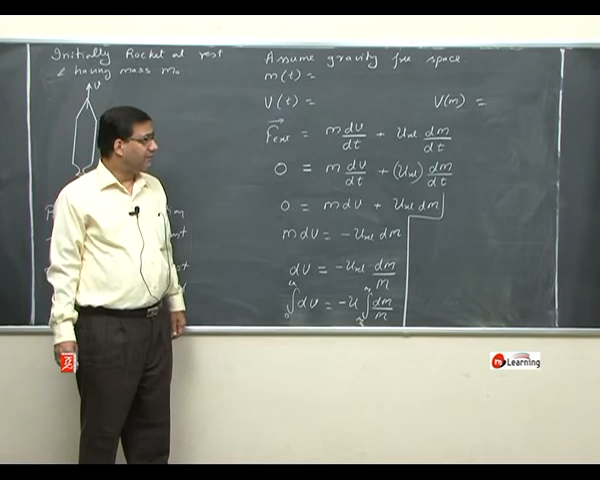 Initially Rocket at rest
& having mass m₀
V
Assume gravity free space.
m(t) =
V(t) =
V(m) =
F⃗ext = m dV/dt + Urel dm/dt
0 = m dV/dt + (Urel) dm/dt
0 = m dV + Urel dm
m dV = - Urel dm
dV = - Urel dm/m
∫dV = - U ∫dm/m
Learning